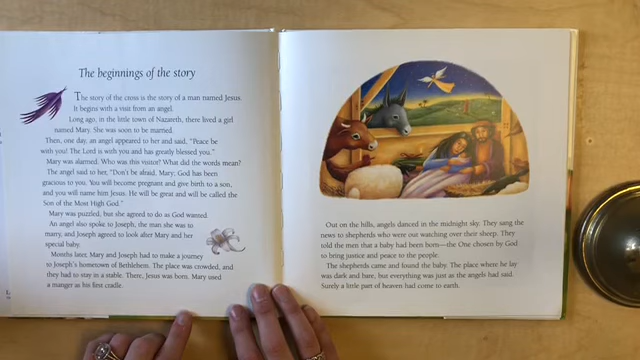 The beginnings of the story
The story of the cross is the story of a man named Jesus.
It begins with a visit from an angel.
Long ago, in the little town of Nazareth, there lived a girl
named Mary. She was soon to be married.
Then, one day, an angel appeared to her and said, “Peace be
with you! The Lord is with you and has greatly blessed you.”
Mary was alarmed. Who was this visitor? What did the words mean?
The angel said to her, “Don’t be afraid, Mary; God has been
gracious to you. You will become pregnant and give birth to a son,
and you will name him Jesus. He will be great and will be called the
Son of the Most High God.”
Mary was puzzled, but she agreed to do as God wanted.
An angel also spoke to Joseph, the man she was to
marry, and Joseph agreed to look after Mary and her
special baby.
Months later, Mary and Joseph had to make a journey
to Joseph’s hometown of Bethlehem. The place was crowded, and
they had to stay in a stable. There, Jesus was born. Mary used
a manger as his first cradle.
Out on the hills, angels danced in the midnight sky. They sang the
news to shepherds who were out watching over their sheep. They
told the men that a baby had been born—the One chosen by God
to bring justice and peace to the people.
The shepherds came and found the baby. The place where he lay
was dark and bare, but everything was just as the angels had said.
Surely a little part of heaven had come to earth.